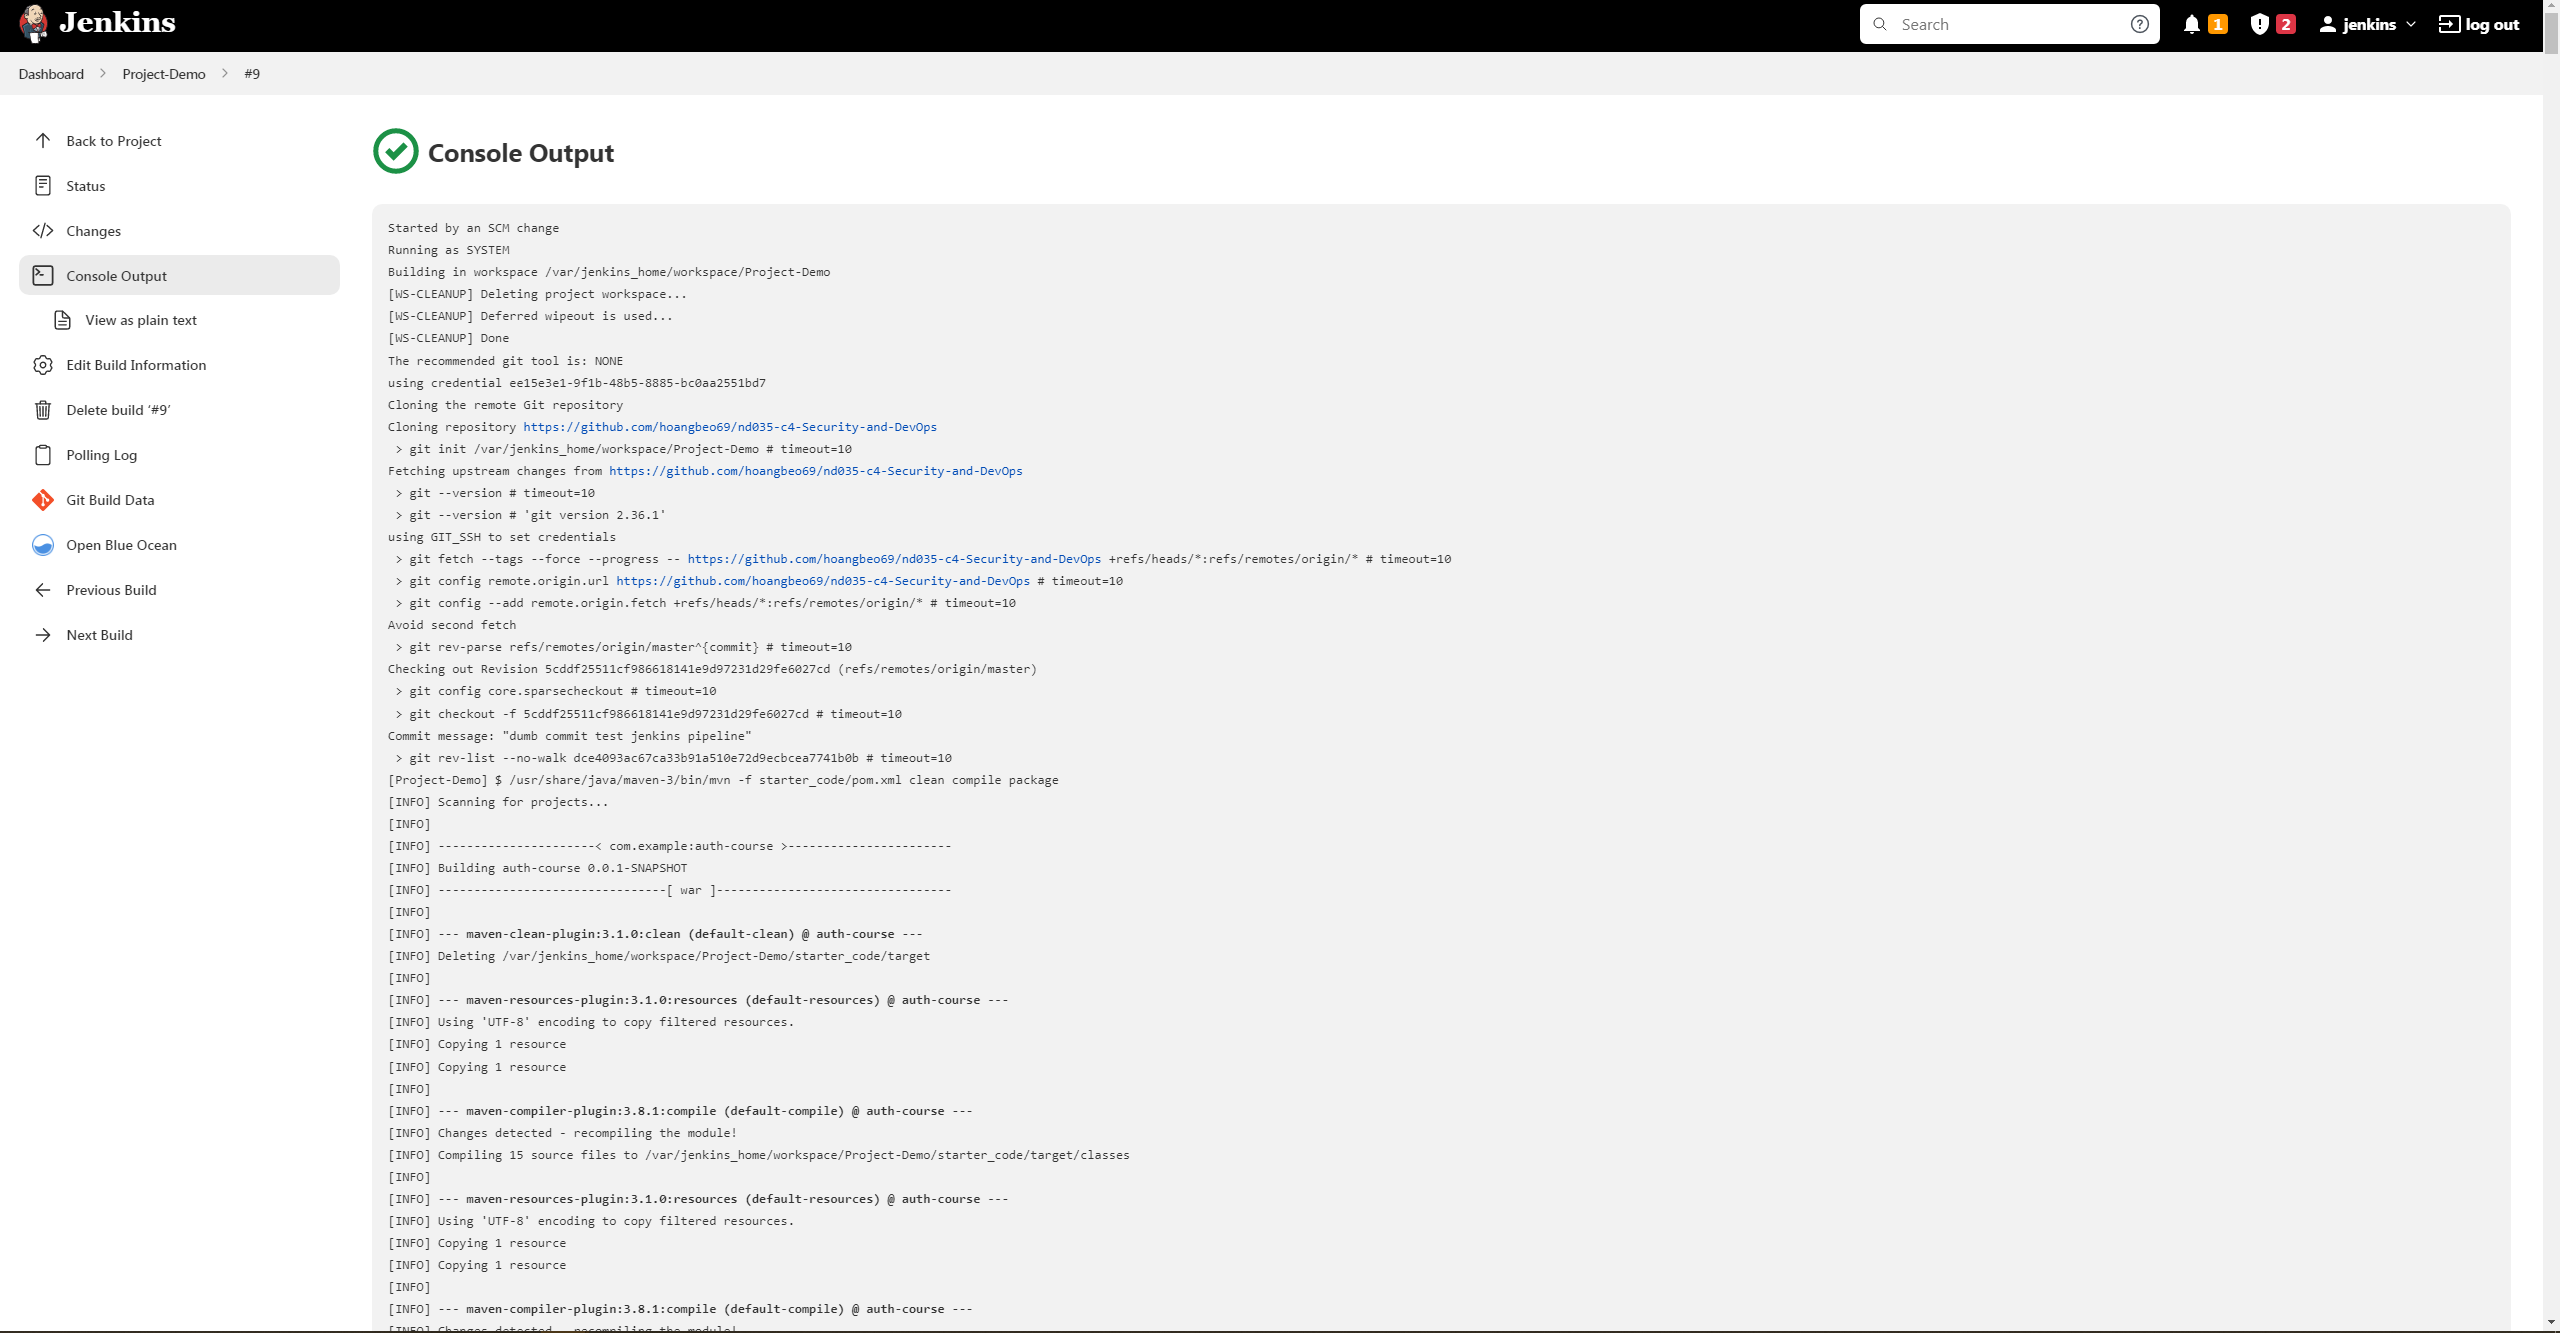 Jenkins
Search
1
2
jenkins
log out
Dashboard
Project-Demo
#9
Back to Project
Status
Changes
Console Output
View as plain text
Edit Build Information
Delete build ‘#9’
Polling Log
Git Build Data
Open Blue Ocean
Previous Build
Next Build
Console Output
Started by an SCM change
Running as SYSTEM
Building in workspace /var/jenkins_home/workspace/Project-Demo
[WS-CLEANUP] Deleting project workspace...
[WS-CLEANUP] Deferred wipeout is used...
[WS-CLEANUP] Done
The recommended git tool is: NONE
using credential ee15e3e1-9f1b-48b5-8885-bc0aa2551bd7
Cloning the remote Git repository
Cloning repository https://github.com/hoangbeo69/nd035-c4-Security-and-DevOps
> git init /var/jenkins_home/workspace/Project-Demo # timeout=10
Fetching upstream changes from https://github.com/hoangbeo69/nd035-c4-Security-and-DevOps
> git --version # timeout=10
> git --version # 'git version 2.36.1'
using GIT_SSH to set credentials
> git fetch --tags --force --progress -- https://github.com/hoangbeo69/nd035-c4-Security-and-DevOps +refs/heads/*:refs/remotes/origin/* # timeout=10
> git config remote.origin.url https://github.com/hoangbeo69/nd035-c4-Security-and-DevOps # timeout=10
> git config --add remote.origin.fetch +refs/heads/*:refs/remotes/origin/* # timeout=10
Avoid second fetch
> git rev-parse refs/remotes/origin/master^{commit} # timeout=10
Checking out Revision 5cddf25511cf986618141e9d97231d29fe6027cd (refs/remotes/origin/master)
> git config core.sparsecheckout # timeout=10
> git checkout -f 5cddf25511cf986618141e9d97231d29fe6027cd # timeout=10
Commit message: "dumb commit test jenkins pipeline"
> git rev-list --no-walk dce4093ac67ca33b91a510e72d9ecbcea7741b0b # timeout=10
[Project-Demo] $ /usr/share/java/maven-3/bin/mvn -f starter_code/pom.xml clean compile package
[INFO] Scanning for projects...
[INFO]
[INFO] ----------------------< com.example:auth-course >-----------------------
[INFO] Building auth-course 0.0.1-SNAPSHOT
[INFO] --------------------------------[ war ]---------------------------------
[INFO]
[INFO] --- maven-clean-plugin:3.1.0:clean (default-clean) @ auth-course ---
[INFO] Deleting /var/jenkins_home/workspace/Project-Demo/starter_code/target
[INFO]
[INFO] --- maven-resources-plugin:3.1.0:resources (default-resources) @ auth-course ---
[INFO] Using 'UTF-8' encoding to copy filtered resources.
[INFO] Copying 1 resource
[INFO] Copying 1 resource
[INFO]
[INFO] --- maven-compiler-plugin:3.8.1:compile (default-compile) @ auth-course ---
[INFO] Changes detected - recompiling the module!
[INFO] Compiling 15 source files to /var/jenkins_home/workspace/Project-Demo/starter_code/target/classes
[INFO]
[INFO] --- maven-resources-plugin:3.1.0:resources (default-resources) @ auth-course ---
[INFO] Using 'UTF-8' encoding to copy filtered resources.
[INFO] Copying 1 resource
[INFO] Copying 1 resource
[INFO]
[INFO] --- maven-compiler-plugin:3.8.1:compile (default-compile) @ auth-course ---
[INFO] Changes detected - recompiling the module!